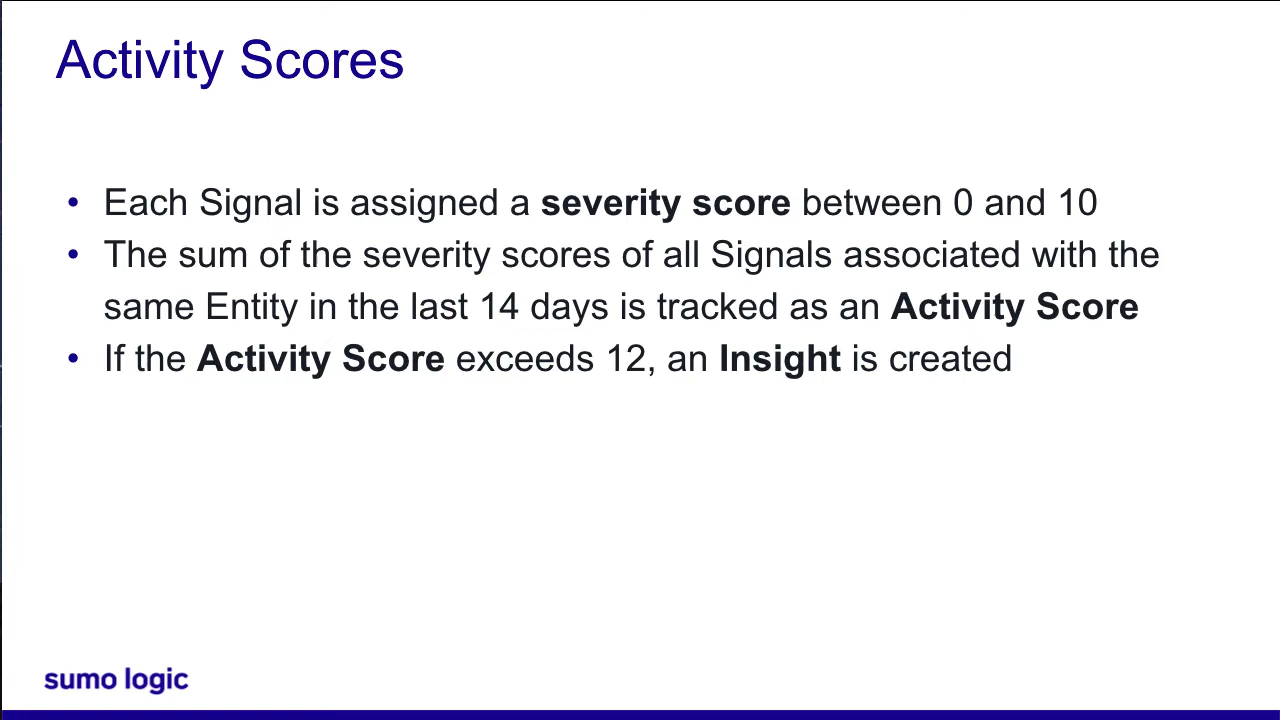 Activity Scores
• Each Signal is assigned a severity score between 0 and 10
• The sum of the severity scores of all Signals associated with the
same Entity in the last 14 days is tracked as an Activity Score
• If the Activity Score exceeds 12, an Insight is created
sumo logic